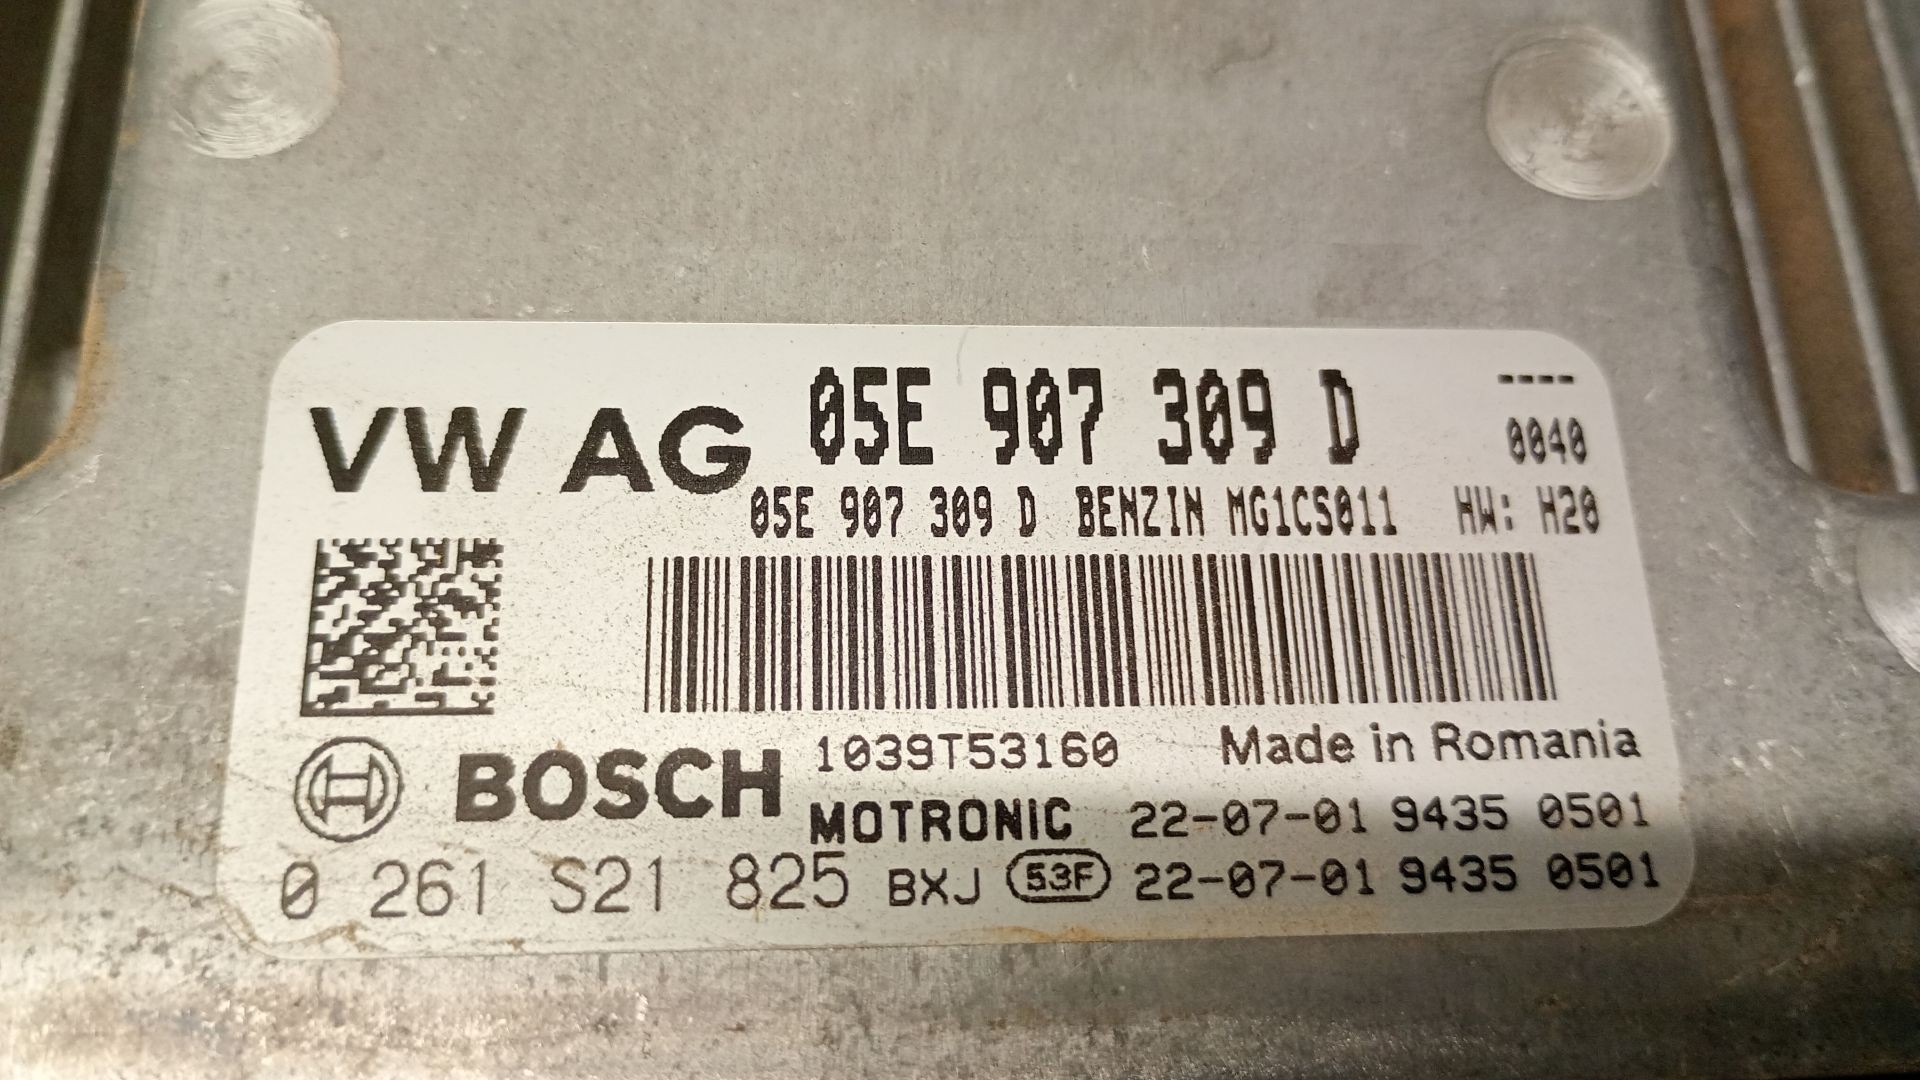 VW AG 05E 907 309 D ----
0040
05E 907 309 D BENZIN MG1CS011 HW: H20
BOSCH 1039T53160 Made in Romania
MOTRONIC 22-07-01 9435 0501
0 261 S21 825 BXJ 53F 22-07-01 9435 0501